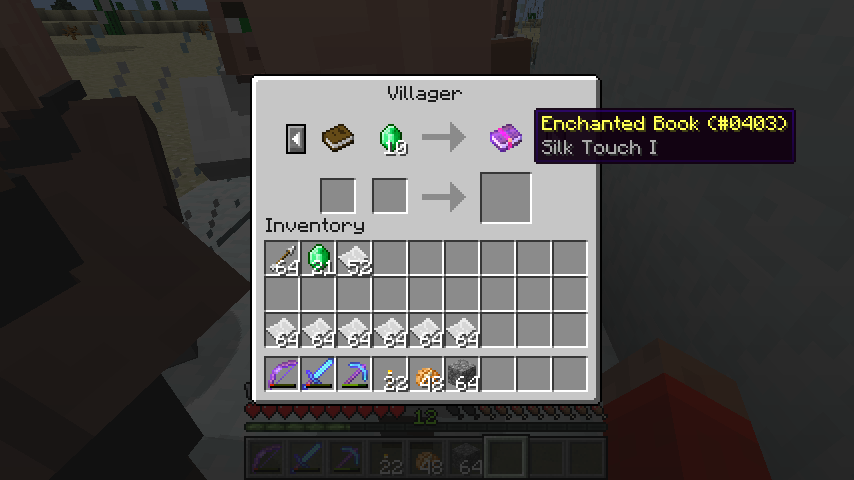 Villager
19
Enchanted Book (#0403)
Silk Touch I
Inventory
64 21 52
64 64 64 64 64 64
22 48 64
12
22 48 64